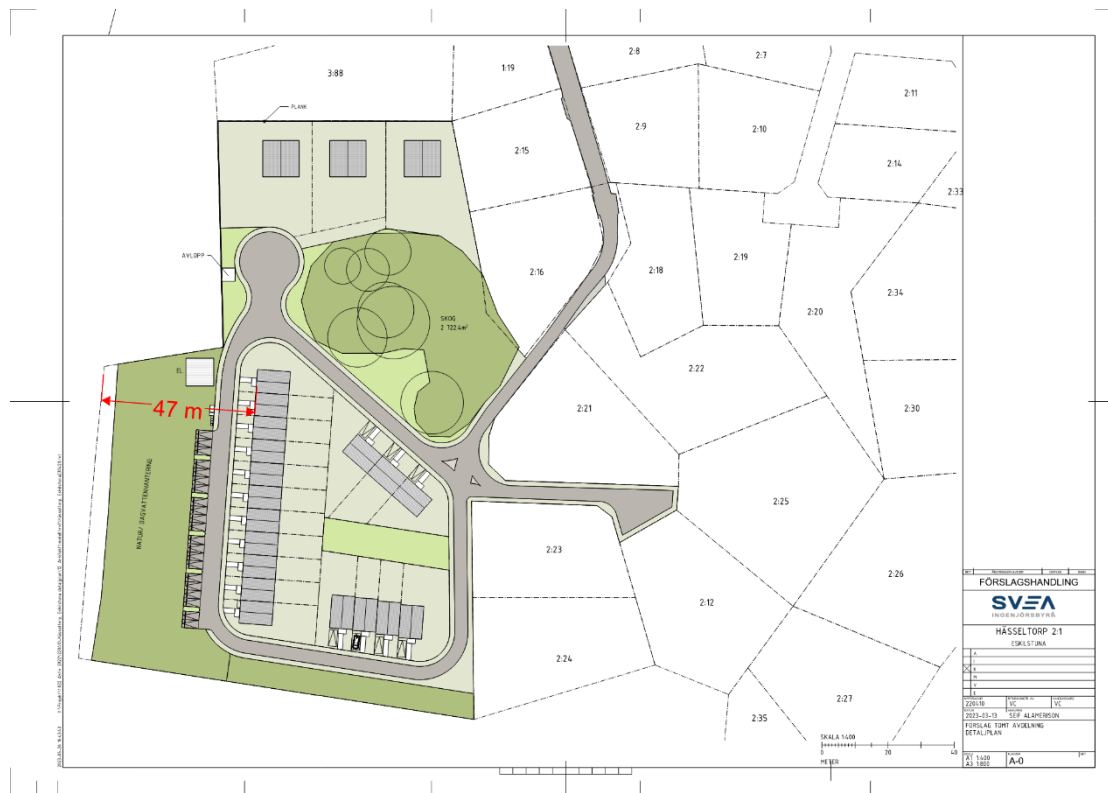 3:88
1:19
2:8
2:7
2:11
PLANK
2:9
2:10
2:15
2:14
2:33
AVLOPP
2:16
2:18
2:19
2:34
2:20
SKOG
2 722.4m²
EL
2:22
47 m
2:21
2:30
NATUR/ DAGVATTENHANTERING
2:25
2:23
2:26
2:12
2:24
2:27
2:35
SKALA 1:400
0 20 40
METER
FÖRSLAGSHANDLING
SVEA
INGENJÖRSBYRÅ
HÄSSELTORP 2:1
ESKILSTUNA
A
I
K
M
V
E
220410 VC VC
2023-03-13 SEIF ALAMERISON
FÖRSLAG TOMT AVDELNING
DETALJPLAN
A1 1:400
A3 1:800
A-0